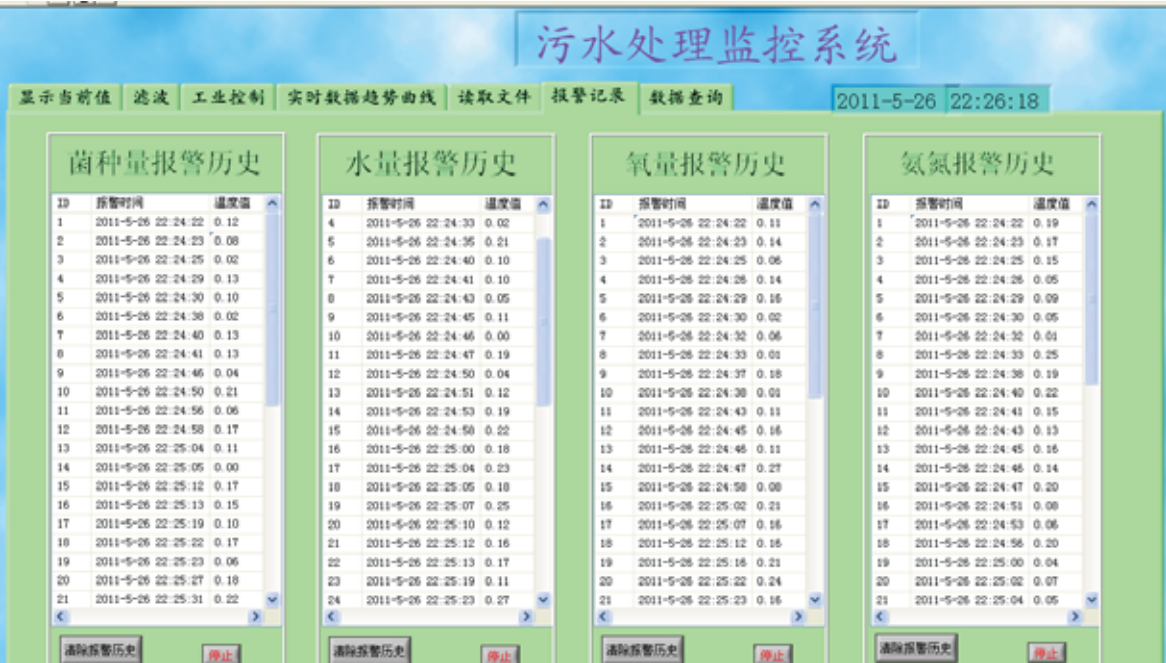 污水处理监控系统
显示当前值 滤波 工业控制 实时数据趋势曲线 读取文件 报警记录 数据查询
2011-5-26 22:26:18
菌种量报警历史
ID 报警时间 温度值
1 2011-5-26 22:24:22 0.12
2 2011-5-26 22:24:23 0.08
3 2011-5-26 22:24:25 0.02
4 2011-5-26 22:24:29 0.13
5 2011-5-26 22:24:30 0.10
6 2011-5-26 22:24:38 0.02
7 2011-5-26 22:24:40 0.13
8 2011-5-26 22:24:41 0.13
9 2011-5-26 22:24:46 0.04
10 2011-5-26 22:24:50 0.21
11 2011-5-26 22:24:56 0.06
12 2011-5-26 22:24:58 0.17
13 2011-5-26 22:25:04 0.11
14 2011-5-26 22:25:05 0.00
15 2011-5-26 22:25:12 0.17
16 2011-5-26 22:25:13 0.15
17 2011-5-26 22:25:19 0.10
18 2011-5-26 22:25:22 0.17
19 2011-5-26 22:25:23 0.06
20 2011-5-26 22:25:27 0.18
21 2011-5-26 22:25:31 0.22
清除报警历史
停止
水量报警历史
ID 报警时间 温度值
4 2011-5-26 22:24:33 0.02
5 2011-5-26 22:24:35 0.21
6 2011-5-26 22:24:40 0.10
7 2011-5-26 22:24:41 0.10
8 2011-5-26 22:24:43 0.05
9 2011-5-26 22:24:45 0.11
10 2011-5-26 22:24:46 0.00
11 2011-5-26 22:24:47 0.19
12 2011-5-26 22:24:50 0.04
13 2011-5-26 22:24:51 0.12
14 2011-5-26 22:24:53 0.19
15 2011-5-26 22:24:58 0.22
16 2011-5-26 22:25:00 0.18
17 2011-5-26 22:25:04 0.23
18 2011-5-26 22:25:05 0.18
19 2011-5-26 22:25:07 0.25
20 2011-5-26 22:25:10 0.12
21 2011-5-26 22:25:12 0.16
22 2011-5-26 22:25:13 0.17
23 2011-5-26 22:25:19 0.11
24 2011-5-26 22:25:23 0.27
清除报警历史
停止
氧量报警历史
ID 报警时间 温度值
1 2011-5-26 22:24:22 0.11
2 2011-5-26 22:24:23 0.14
3 2011-5-26 22:24:25 0.06
4 2011-5-26 22:24:26 0.14
5 2011-5-26 22:24:29 0.16
6 2011-5-26 22:24:30 0.02
7 2011-5-26 22:24:32 0.06
8 2011-5-26 22:24:33 0.01
9 2011-5-26 22:24:37 0.18
10 2011-5-26 22:24:38 0.01
11 2011-5-26 22:24:43 0.11
12 2011-5-26 22:24:45 0.16
13 2011-5-26 22:24:46 0.11
14 2011-5-26 22:24:47 0.27
15 2011-5-26 22:24:58 0.08
16 2011-5-26 22:25:02 0.21
17 2011-5-26 22:25:07 0.16
18 2011-5-26 22:25:12 0.16
19 2011-5-26 22:25:16 0.21
20 2011-5-26 22:25:22 0.24
21 2011-5-26 22:25:23 0.16
清除报警历史
停止
氨氮报警历史
ID 报警时间 温度值
1 2011-5-26 22:24:22 0.19
2 2011-5-26 22:24:23 0.17
3 2011-5-26 22:24:25 0.15
4 2011-5-26 22:24:26 0.05
5 2011-5-26 22:24:29 0.09
6 2011-5-26 22:24:30 0.05
7 2011-5-26 22:24:32 0.01
8 2011-5-26 22:24:33 0.25
9 2011-5-26 22:24:38 0.19
10 2011-5-26 22:24:40 0.22
11 2011-5-26 22:24:41 0.15
12 2011-5-26 22:24:43 0.13
13 2011-5-26 22:24:45 0.16
14 2011-5-26 22:24:46 0.14
15 2011-5-26 22:24:47 0.20
16 2011-5-26 22:24:51 0.08
17 2011-5-26 22:24:53 0.06
18 2011-5-26 22:24:56 0.20
19 2011-5-26 22:25:00 0.04
20 2011-5-26 22:25:02 0.07
21 2011-5-26 22:25:04 0.05
清除报警历史
停止